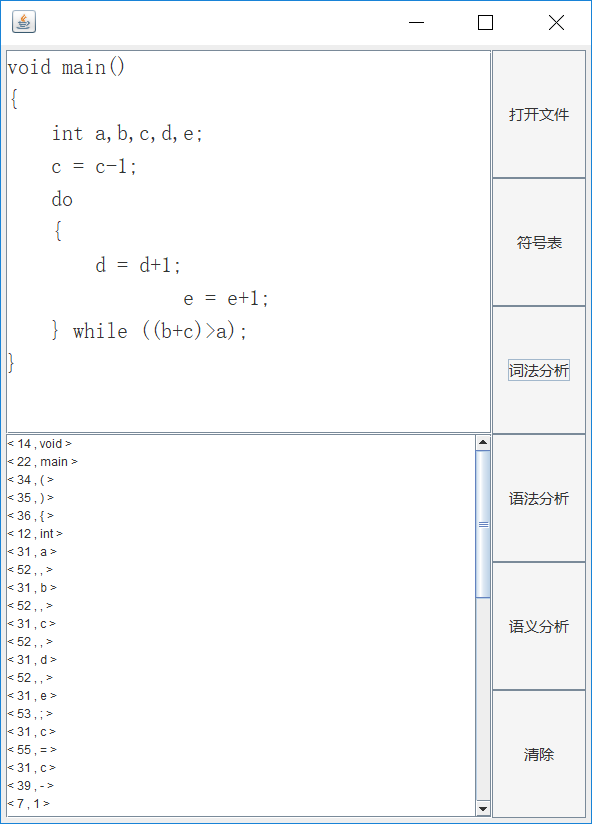 void main()
{
    int a,b,c,d,e;
    c = c-1;
    do
    {
        d = d+1;
                e = e+1;
    } while ((b+c)>a);
}
< 14 , void >
< 22 , main >
< 34 , ( >
< 35 , ) >
< 36 , { >
< 12 , int >
< 31 , a >
< 52 , , >
< 31 , b >
< 52 , , >
< 31 , c >
< 52 , , >
< 31 , d >
< 52 , , >
< 31 , e >
< 53 , ; >
< 31 , c >
< 55 , = >
< 31 , c >
< 39 , - >
< 7 , 1 >
打开文件
符号表
词法分析
语法分析
语义分析
清除